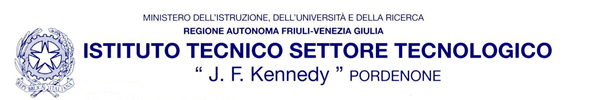 MINISTERO DELL'ISTRUZIONE, DELL'UNIVERSITÀ E DELLA RICERCA
REGIONE AUTONOMA FRIULI-VENEZIA GIULIA
ISTITUTO TECNICO SETTORE TECNOLOGICO
“ J. F. Kennedy ” PORDENONE